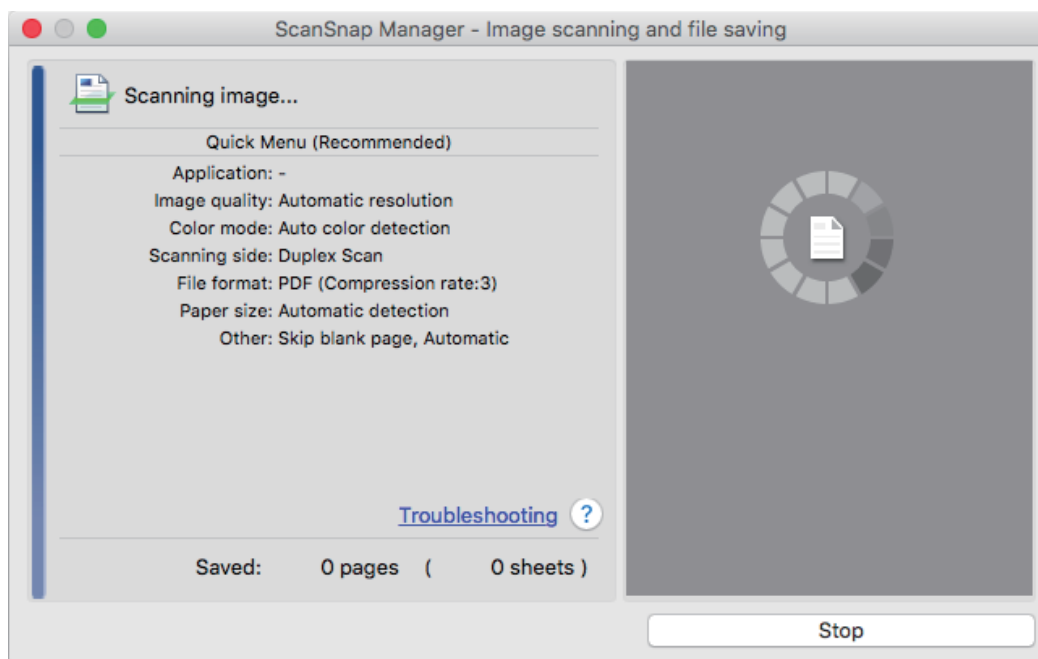 ScanSnap Manager - Image scanning and file saving
Scanning image...
Quick Menu (Recommended)
Application: -
Image quality: Automatic resolution
Color mode: Auto color detection
Scanning side: Duplex Scan
File format: PDF (Compression rate:3)
Paper size: Automatic detection
Other: Skip blank page, Automatic
Troubleshooting ?
Saved: 0 pages ( 0 sheets )
Stop